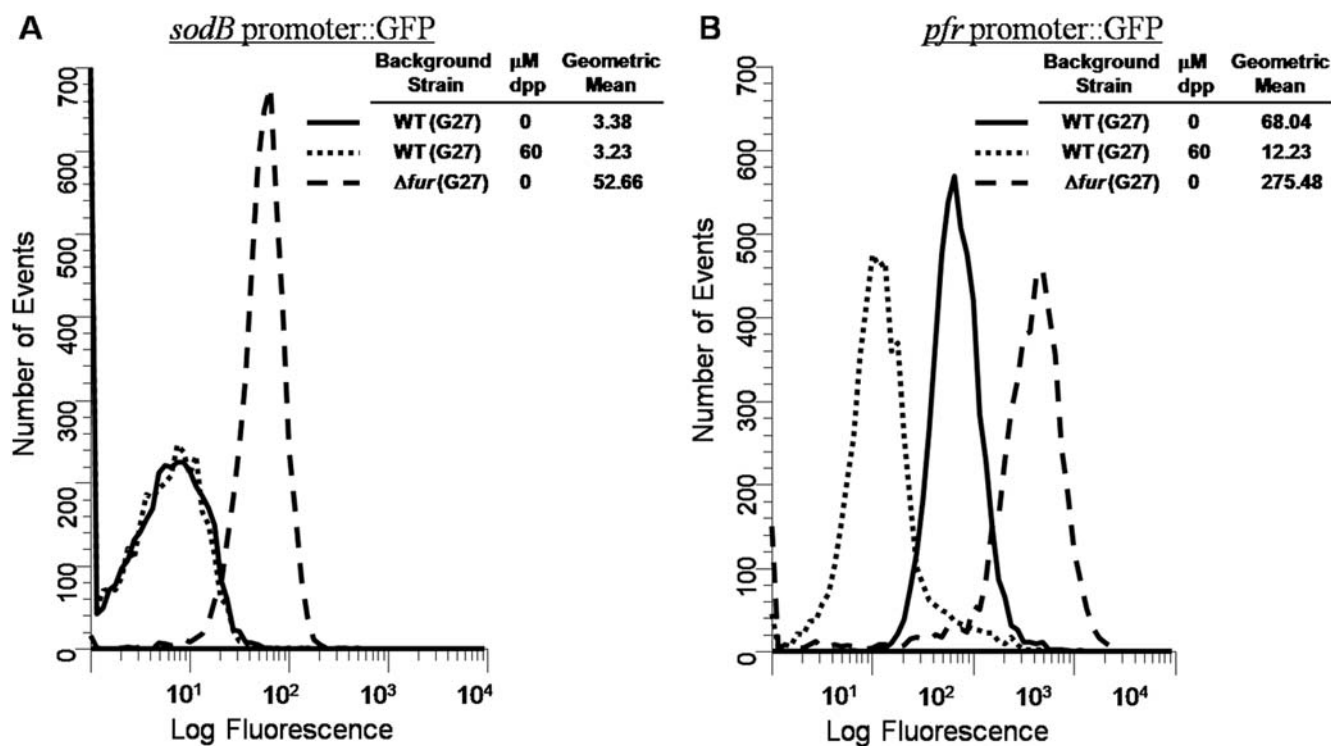 A
sodB promoter::GFP
Background Strain μM dpp Geometric Mean
WT (G27) 0 3.38
WT (G27) 60 3.23
Δfur (G27) 0 52.66
Number of Events
700
600
500
400
300
200
100
0
10¹ 10² 10³ 10⁴
Log Fluorescence
B
pfr promoter::GFP
Background Strain μM dpp Geometric Mean
WT (G27) 0 68.04
WT (G27) 60 12.23
Δfur (G27) 0 275.48
Number of Events
700
600
500
400
300
200
100
0
10¹ 10² 10³ 10⁴
Log Fluorescence